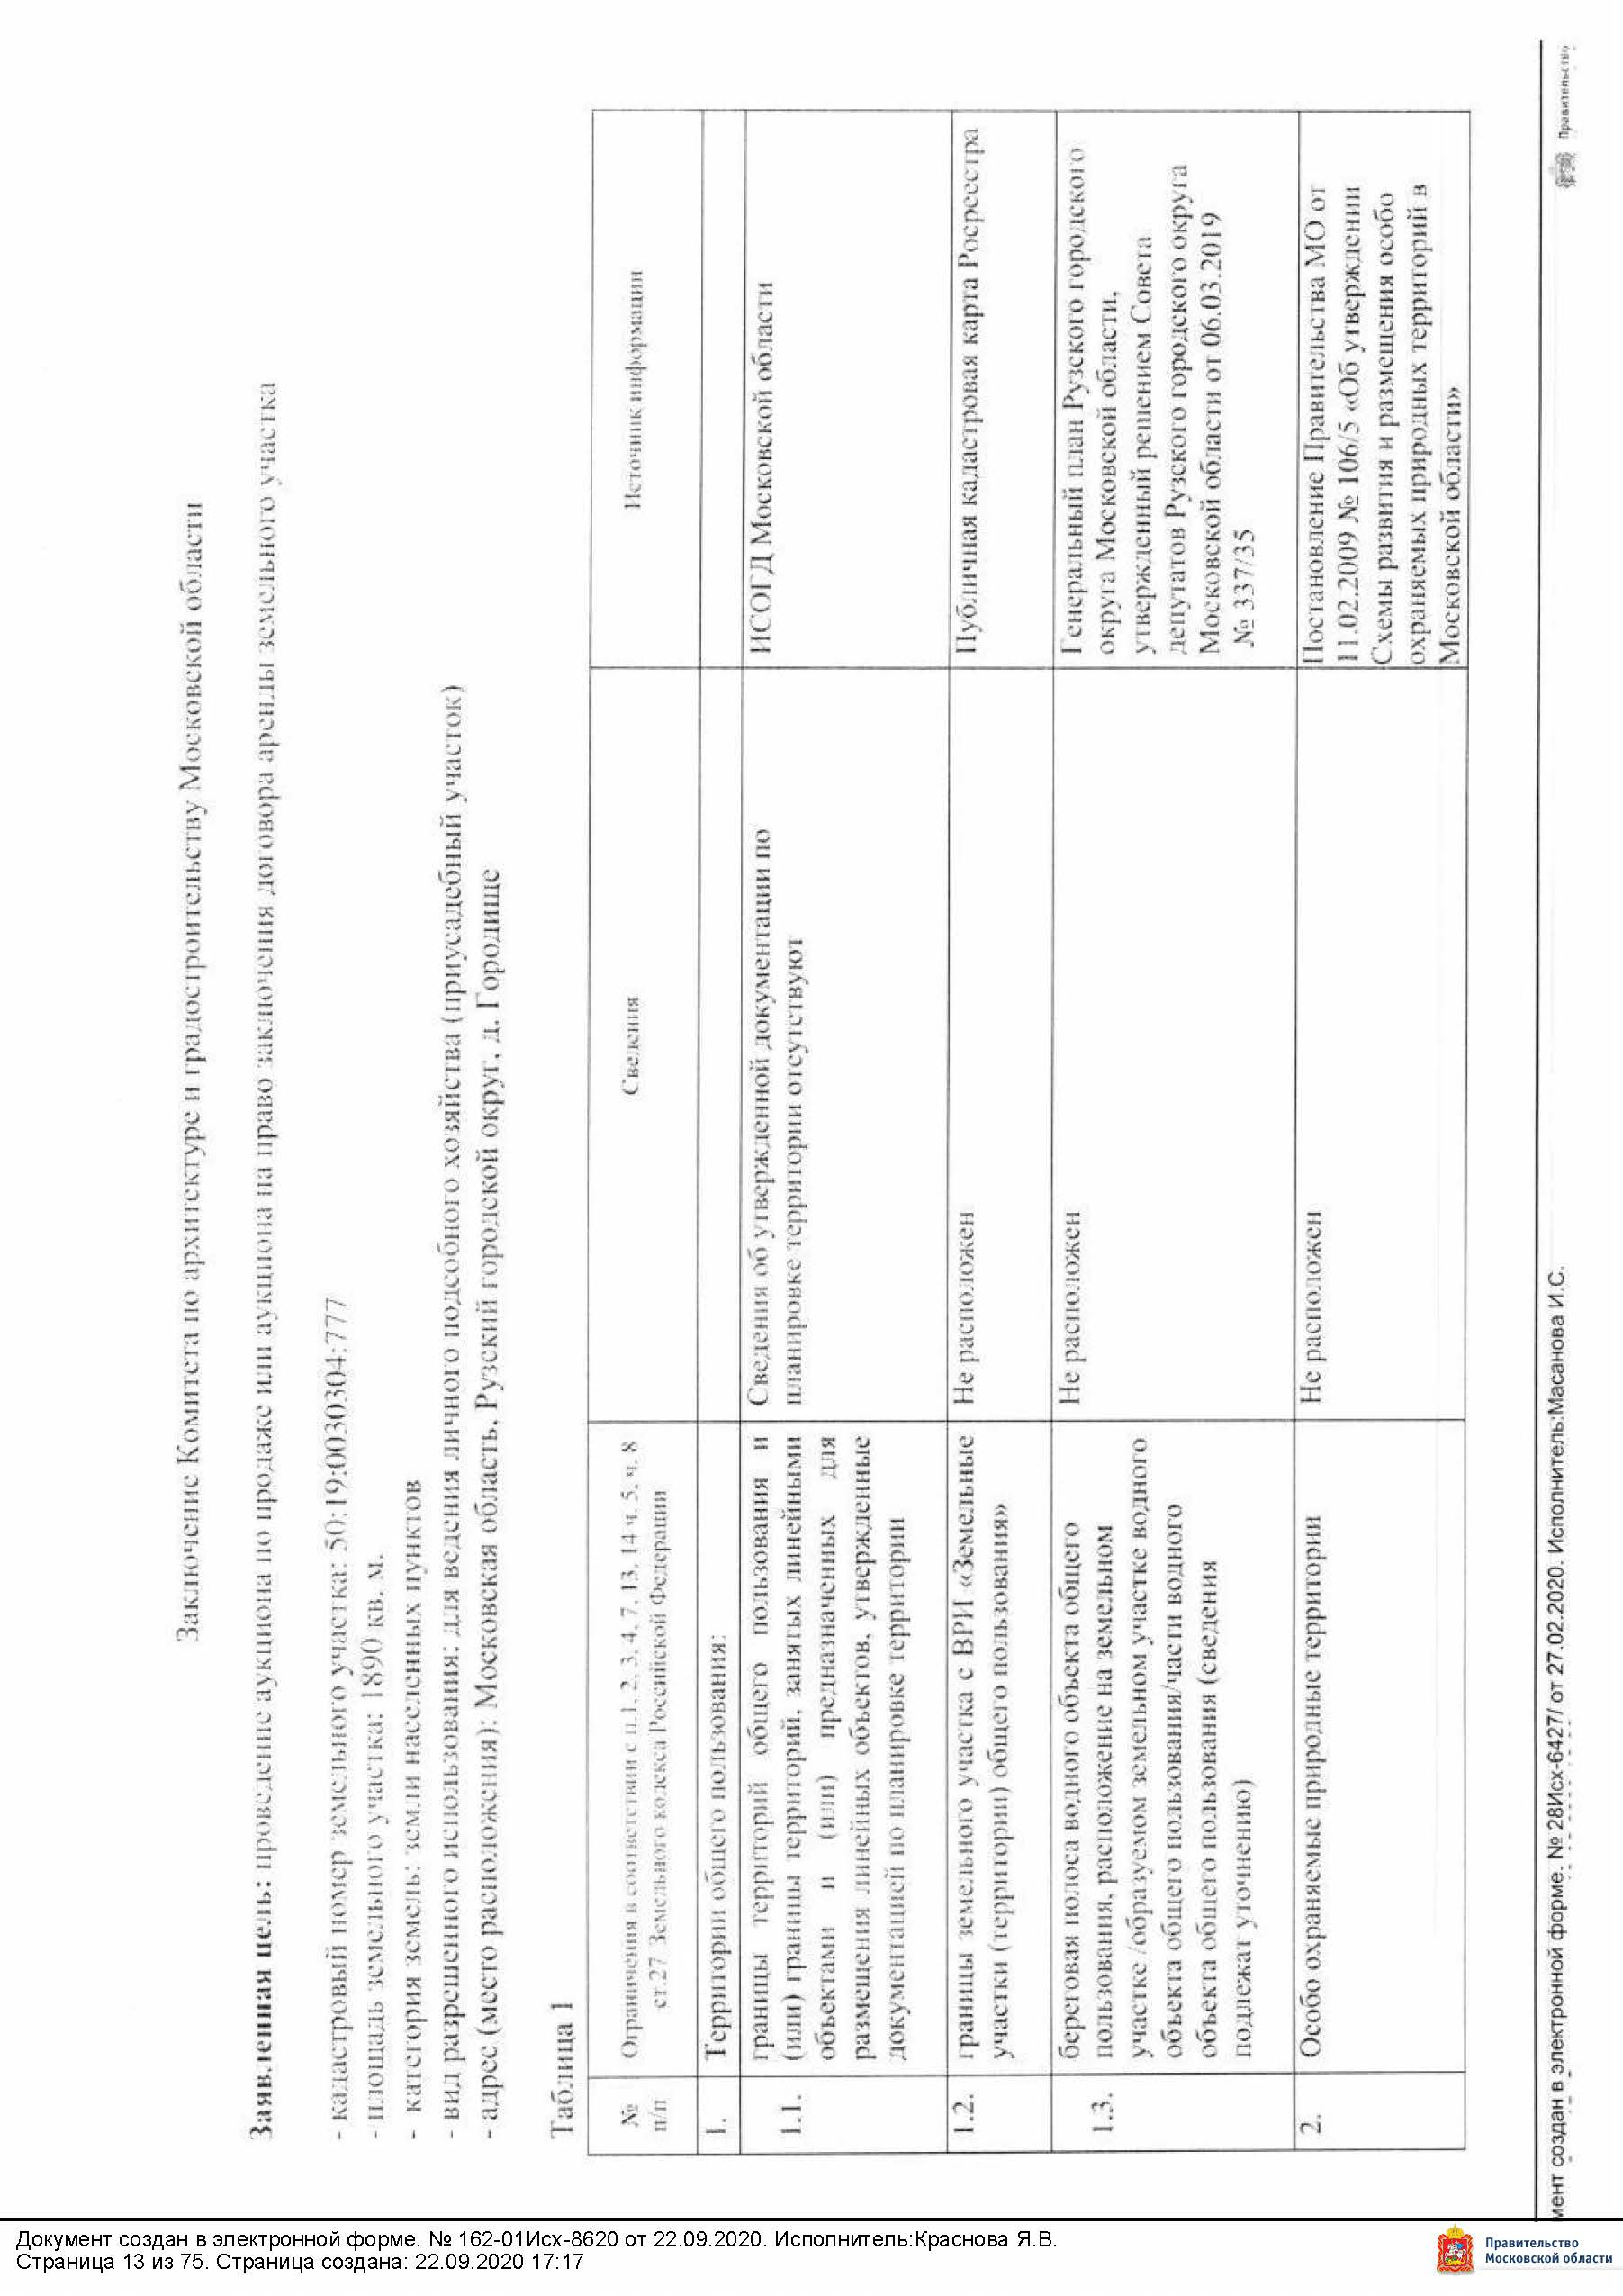 Заключение Комитета по архитектуре и градостроительству Московской области
Заявленная цель: проведение аукциона по продаже или аукциона на право заключения договора аренды земельного участка
- кадастровый номер земельного участка: 50:19:0030304:777
- площадь земельного участка: 1890 кв. м.
- категория земель: земли населенных пунктов
- вид разрешенного использования: для ведения личного подсобного хозяйства (приусадебный участок)
- адрес (место расположения): Московская область, Рузский городской округ, д. Городище
Таблица 1
№
п/п
Ограничения в соответствии с п.1, 2, 3, 4, 7, 13, 14 ч. 5, ч. 8
ст.27 Земельного кодекса Российской Федерации
Сведения
Источник информации
1.
Территории общего пользования:
1.1.
границы территорий общего пользования и
(или) границы территорий, занятых линейными
объектами и (или) предназначенных для
размещения линейных объектов, утвержденные
документацией по планировке территории
Сведения об утвержденной документации по
планировке территории отсутствуют
ИСОГД Московской области
1.2.
границы земельного участка с ВРИ «Земельные
участки (территории) общего пользования»
Не расположен
Публичная кадастровая карта Росреестра
1.3.
береговая полоса водного объекта общего
пользования, расположение на земельном
участке /образуемом земельном участке водного
объекта общего пользования/части водного
объекта общего пользования (сведения
подлежат уточнению)
Не расположен
Генеральный план Рузского городского
округа Московской области,
утвержденный решением Совета
депутатов Рузского городского округа
Московской области от 06.03.2019
№ 337/35
2.
Особо охраняемые природные территории
Не расположен
Постановление Правительства МО от
11.02.2009 № 106/5 «Об утверждении
Схемы развития и размещения особо
охраняемых природных территорий в
Московской области»
мент создан в электронной форме. № 28Исх-6427/ от 27.02.2020. Исполнитель:Масанова И.С.
Правительство
Документ создан в электронной форме. № 162-01Исх-8620 от 22.09.2020. Исполнитель:Краснова Я.В.
Страница 13 из 75. Страница создана: 22.09.2020 17:17
Правительство
Московской области